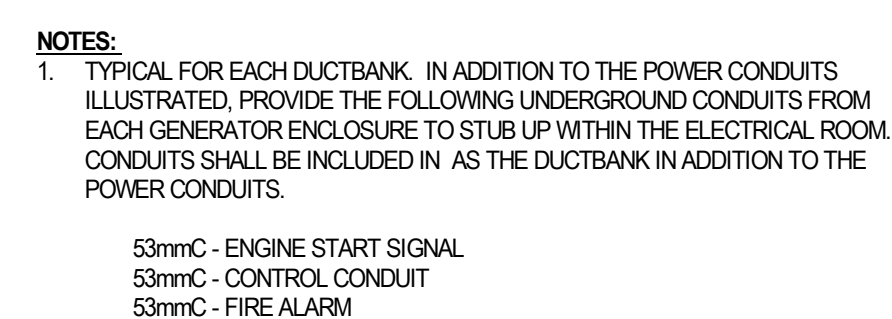 NOTES:
1. TYPICAL FOR EACH DUCTBANK. IN ADDITION TO THE POWER CONDUITS
ILLUSTRATED, PROVIDE THE FOLLOWING UNDERGROUND CONDUITS FROM
EACH GENERATOR ENCLOSURE TO STUB UP WITHIN THE ELECTRICAL ROOM.
CONDUITS SHALL BE INCLUDED IN AS THE DUCTBANK IN ADDITION TO THE
POWER CONDUITS.
53mmC - ENGINE START SIGNAL
53mmC - CONTROL CONDUIT
53mmC - FIRE ALARM